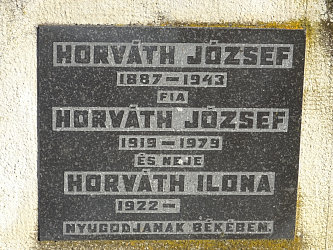 HORVÁTH JÓZSEF
1887 – 1943
FIA
HORVÁTH JÓZSEF
1919 – 1979
ÉS NEJE
HORVÁTH ILONA
1922 –
NYUGODJANAK BÉKÉBEN.